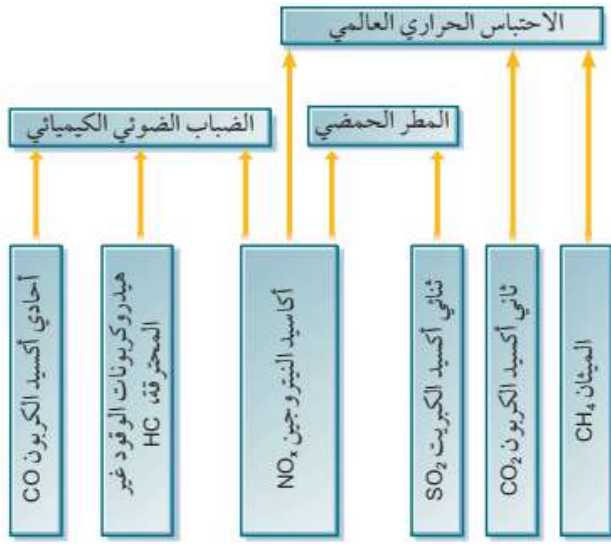 الاحتباس الحراري العالمي
المطر الحمضي
الضباب الضوئي الكيميائي
الميثان CH₄
ثاني أكسيد الكربون CO₂
ثنائي أكسيد الكبريت SO₂
أكاسيد النيتروجين NOₓ
هيدروكربونات الوقود غير
المحترقة، HC
أحادي أكسيد الكربون CO